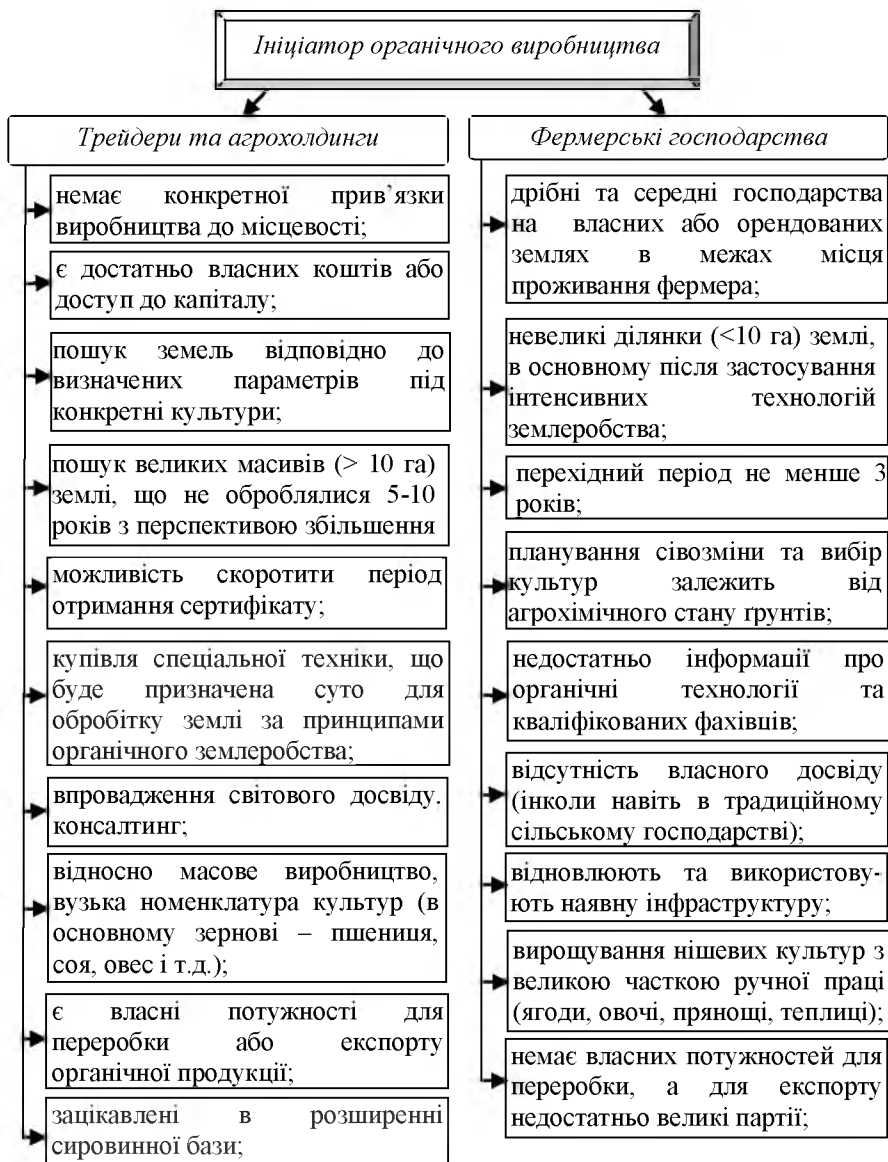 Ініціатор органічного виробництва
Трейдери та агрохолдинги
немає конкретної прив’язки
виробництва до місцевості;
є достатньо власних коштів або
доступ до капіталу;
пошук земель відповідно до
визначених параметрів під
конкретні культури;
пошук великих масивів (> 10 га)
землі, що не оброблялися 5-10
років з перспективою збільшення
можливість скоротити період
отримання сертифікату;
купівля спеціальної техніки, що
буде призначена суто для
обробітку землі за принципами
органічного землеробства;
впровадження світового досвіду.
консалтинг;
відносно масове виробництво,
вузька номенклатура культур (в
основному зернові – пшениця,
соя, овес і т.д.);
є власні потужності для
переробки або експорту
органічної продукції;
зацікавлені в розширенні
сировинної бази;
Фермерські господарства
дрібні та середні господарства
на власних або орендованих
землях в межах місця
проживання фермера;
невеликі ділянки (<10 га) землі,
в основному після застосування
інтенсивних технологій
землеробства;
перехідний період не менше 3
років;
планування сівозміни та вибір
культур залежить від
агрохімічного стану ґрунтів;
недостатньо інформації про
органічні технології та
кваліфікованих фахівців;
відсутність власного досвіду
(інколи навіть в традиційному
сільському господарстві);
відновлюють та використову-
ють наявну інфраструктуру;
вирощування нішевих культур з
великою часткою ручної праці
(ягоди, овочі, прянощі, теплиці);
немає власних потужностей для
переробки, а для експорту
недостатньо великі партії;